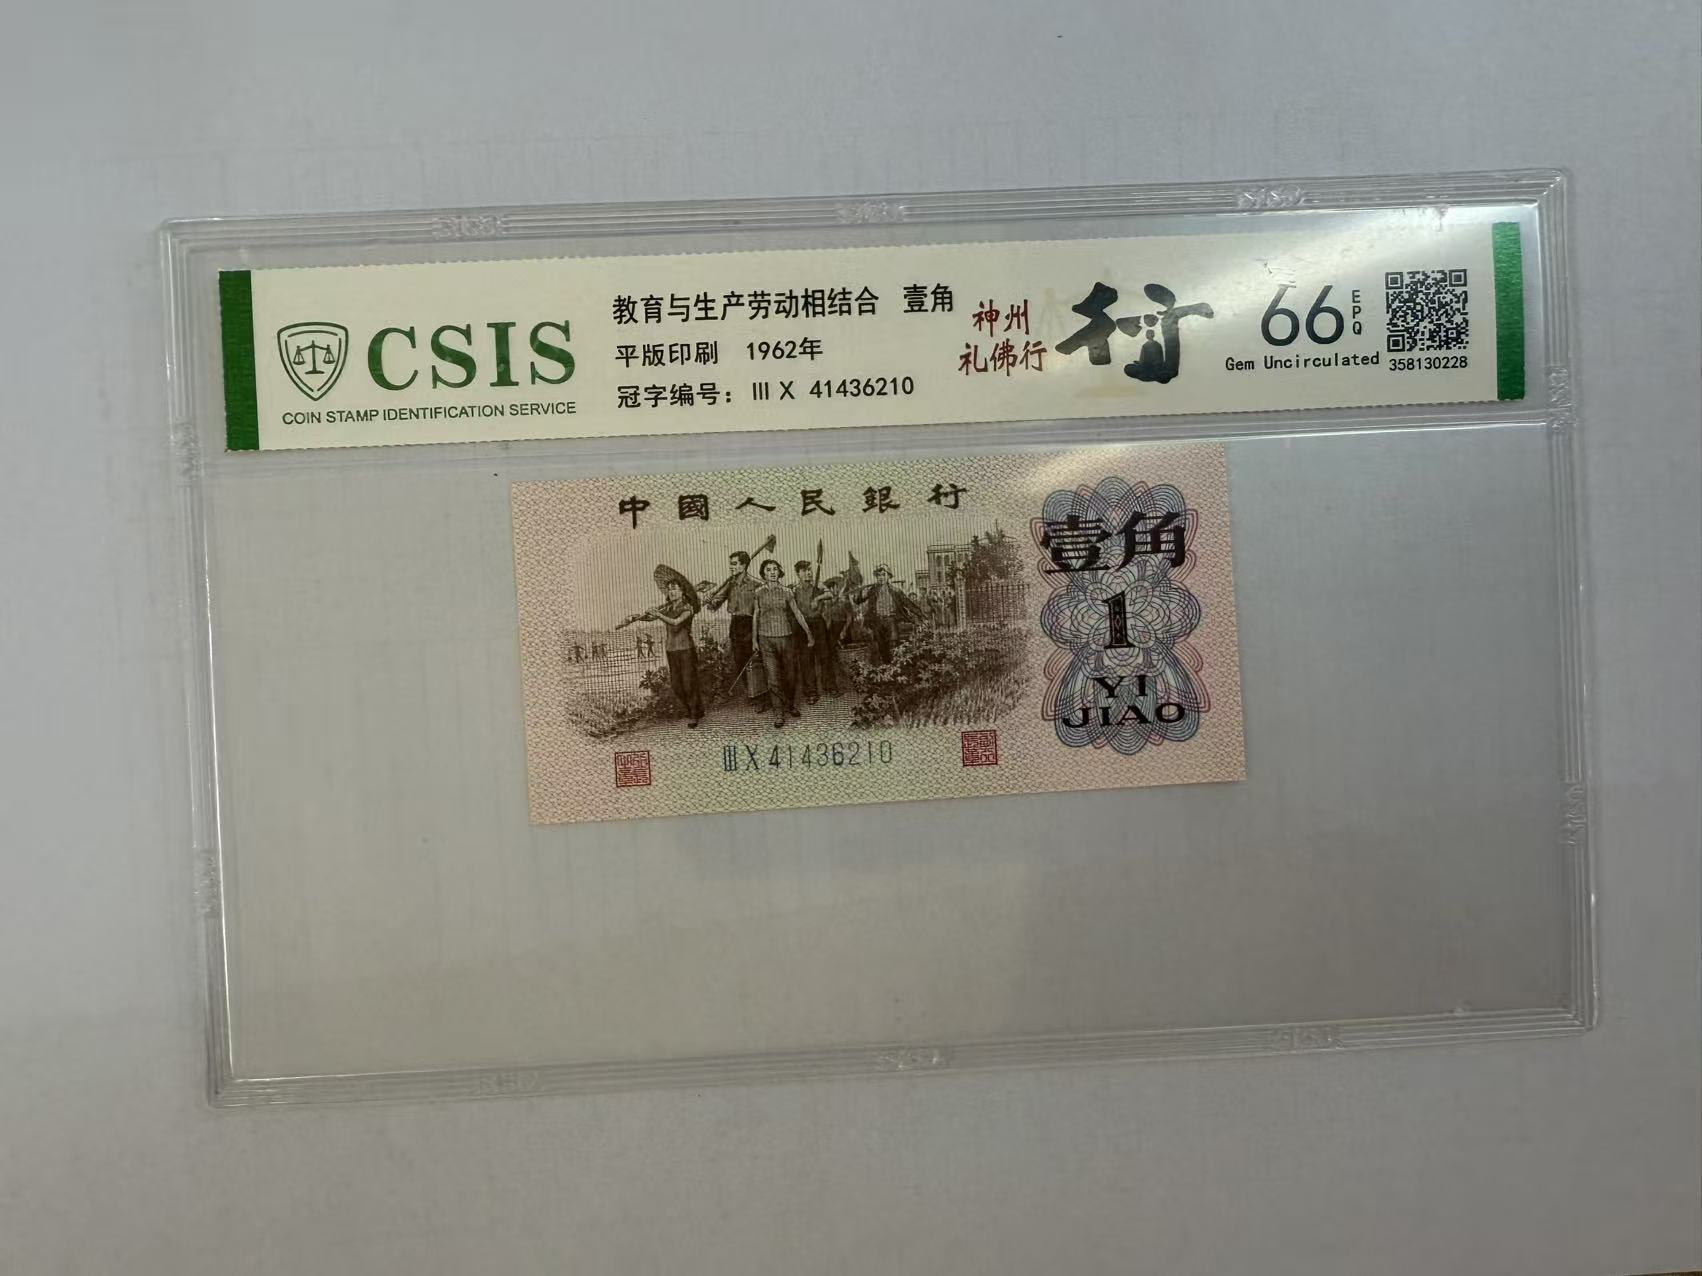 CSIS
COIN STAMP IDENTIFICATION SERVICE
教育与生产劳动相结合 壹角
平版印刷 1962年
冠字编号：ⅢX 41436210
神州
礼佛行
行
66
EPQ
Gem Uncirculated
358130228
中國人民銀行
壹角
1
YI
JIAO
ⅢX41436210